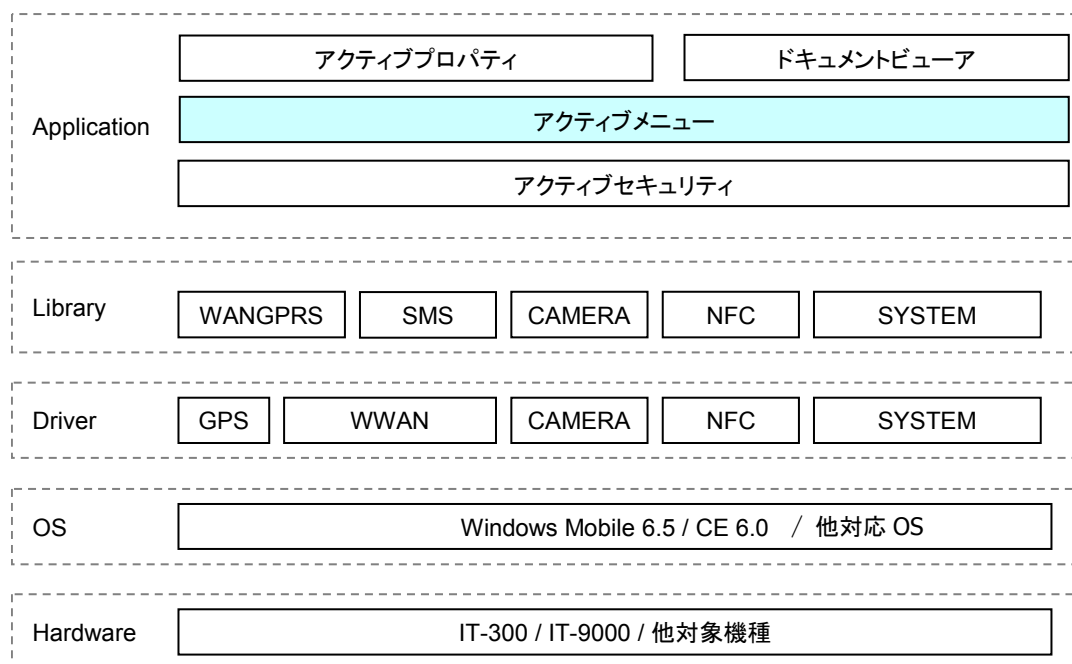 アクティブプロパティ
ドキュメントビューア
Application
アクティブメニュー
アクティブセキュリティ
Library
WANGPRS
SMS
CAMERA
NFC
SYSTEM
Driver
GPS
WWAN
CAMERA
NFC
SYSTEM
OS
Windows Mobile 6.5 / CE 6.0 / 他対応 OS
Hardware
IT-300 / IT-9000 / 他対象機種